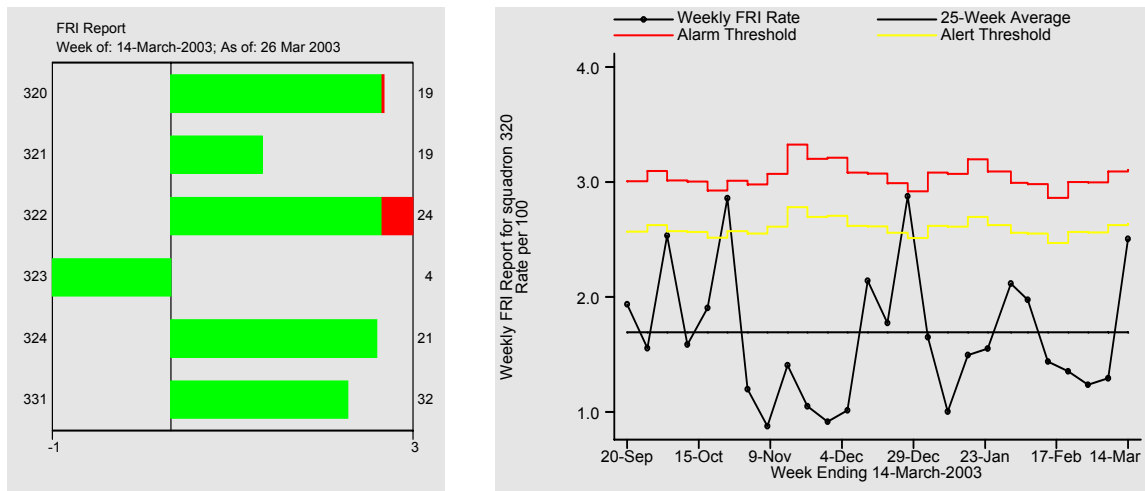 FRI Report
Week of: 14-March-2003; As of: 26 Mar 2003
320 19
321 19
322 24
323 4
324 21
331 32
-1 3
Weekly FRI Rate 25-Week Average
Alarm Threshold Alert Threshold
Weekly FRI Report for squadron 320
Rate per 100
4.0
3.0
2.0
1.0
20-Sep 15-Oct 9-Nov 4-Dec 29-Dec 23-Jan 17-Feb 14-Mar
Week Ending 14-March-2003